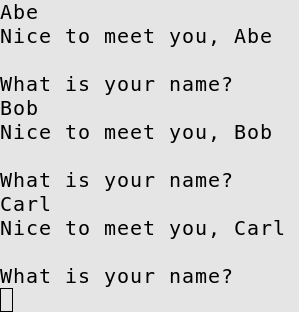 Abe
Nice to meet you, Abe
What is your name?
Bob
Nice to meet you, Bob
What is your name?
Carl
Nice to meet you, Carl
What is your name?